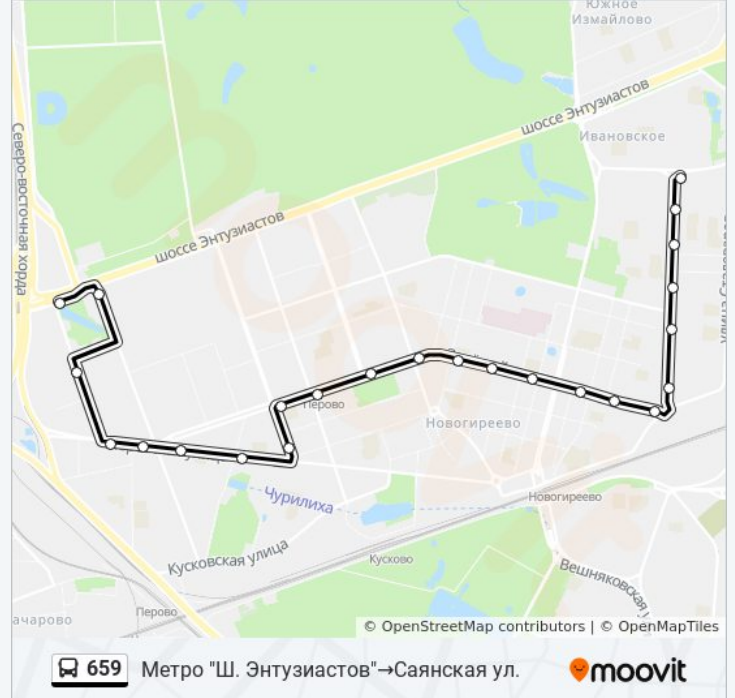 Южное
Измайлово
шоссе Энтузиастов
Ивановское
Северо-восточная хорда
шоссе Энтузиастов
Перово
Новогиреево
Чурилиха
Новогиреево
Кусковская улица
Кусково
Вешняковская у
Перово
ачарово
© OpenStreetMap contributors | © OpenMapTiles
659 Метро "Ш. Энтузиастов"→Саянская ул.
moovit